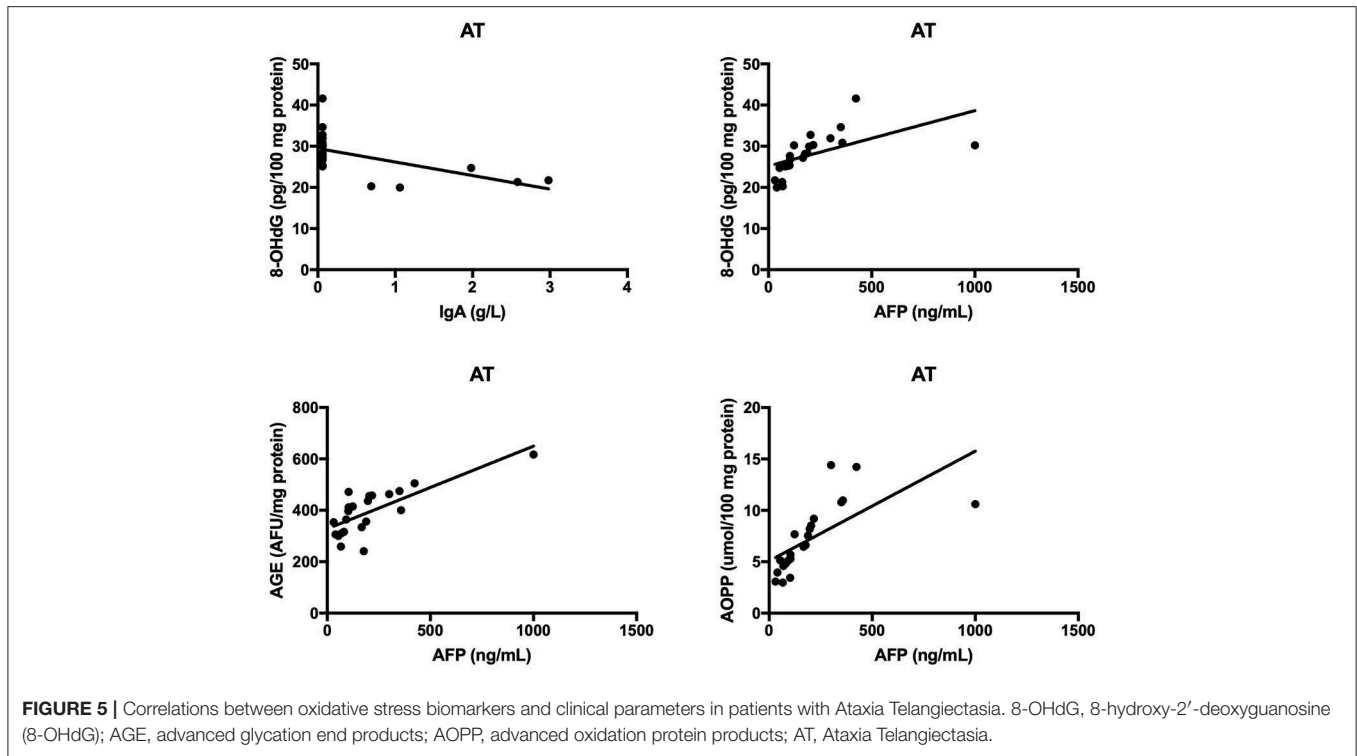 AT
50
40
30
20
10
0
8-OHdG (pg/100 mg protein)
0 1 2 3 4
IgA (g/L)
AT
50
40
30
20
10
0
8-OHdG (pg/100 mg protein)
0 500 1000 1500
AFP (ng/mL)
AT
800
600
400
200
0
AGE (AFU/mg protein)
0 500 1000 1500
AFP (ng/mL)
AT
20
15
10
5
0
AOPP (umol/100 mg protein)
0 500 1000 1500
AFP (ng/mL)
FIGURE 5 | Correlations between oxidative stress biomarkers and clinical parameters in patients with Ataxia Telangiectasia. 8-OHdG, 8-hydroxy-2′-deoxyguanosine
(8-OHdG); AGE, advanced glycation end products; AOPP, advanced oxidation protein products; AT, Ataxia Telangiectasia.